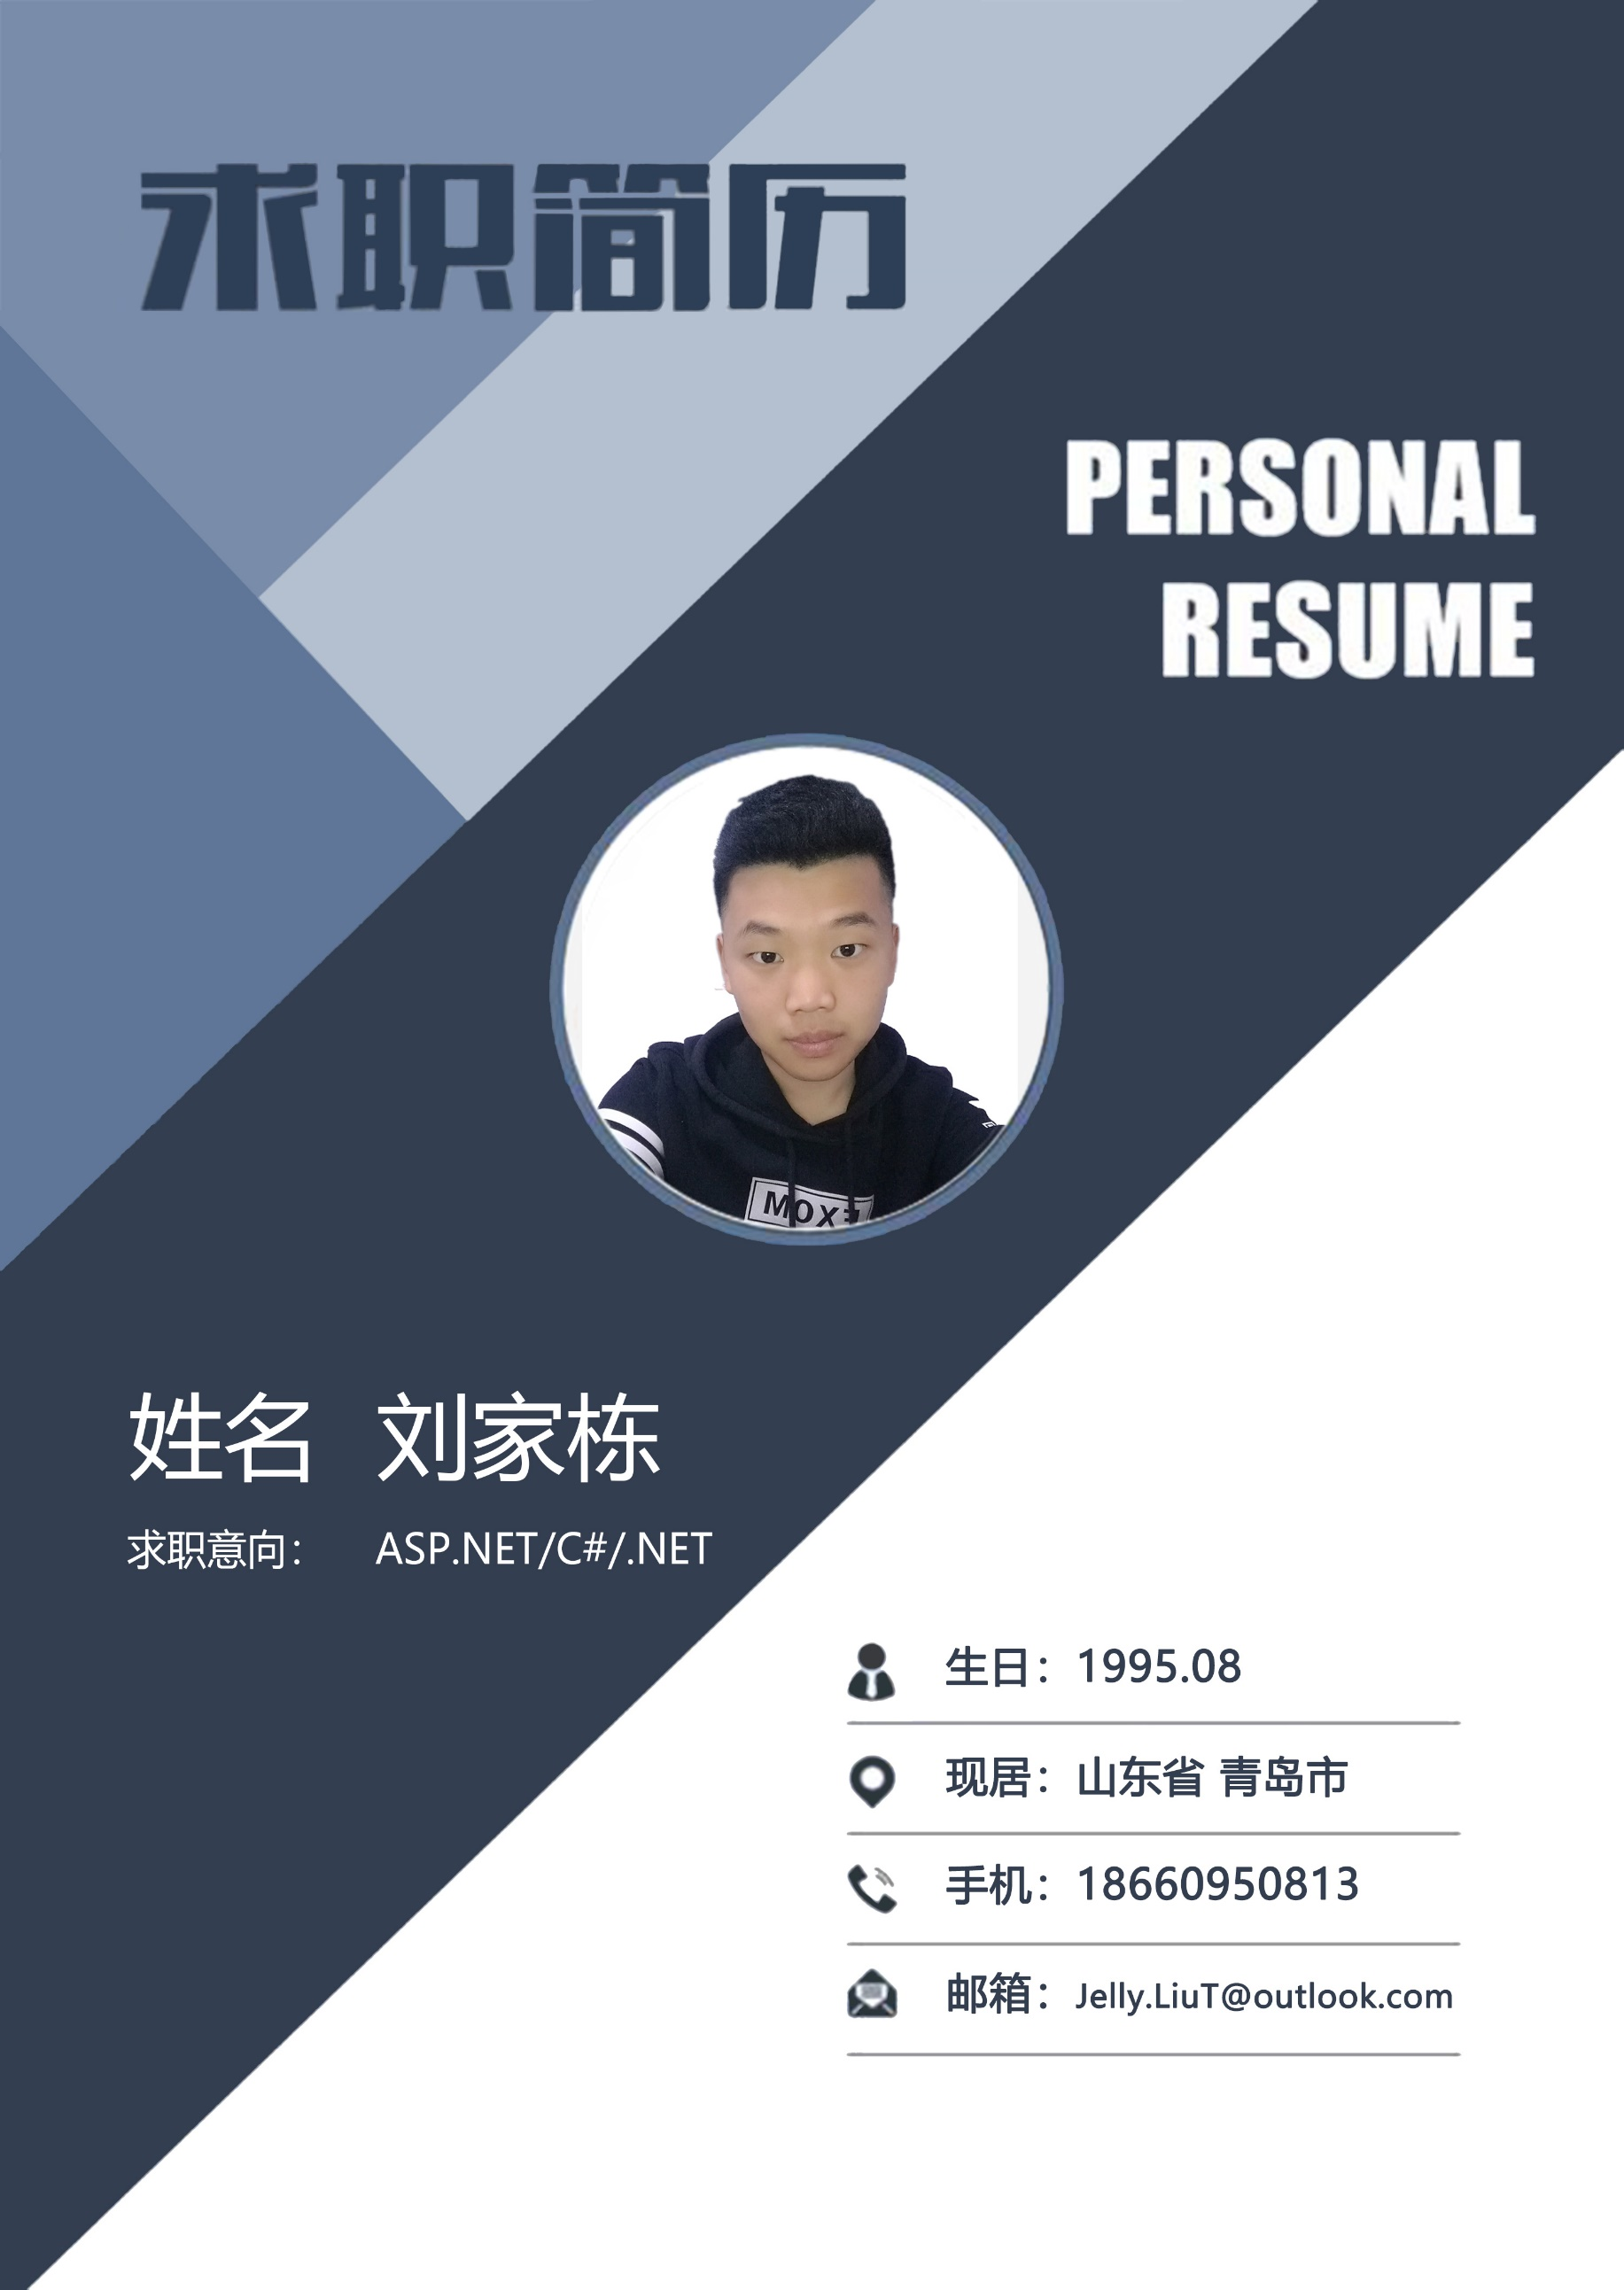 求职简历
PERSONAL
RESUME
姓名 刘家栋
求职意向： ASP.NET/C#/.NET
生日：1995.08
现居：山东省 青岛市
手机：18660950813
邮箱：Jelly.LiuT@outlook.com